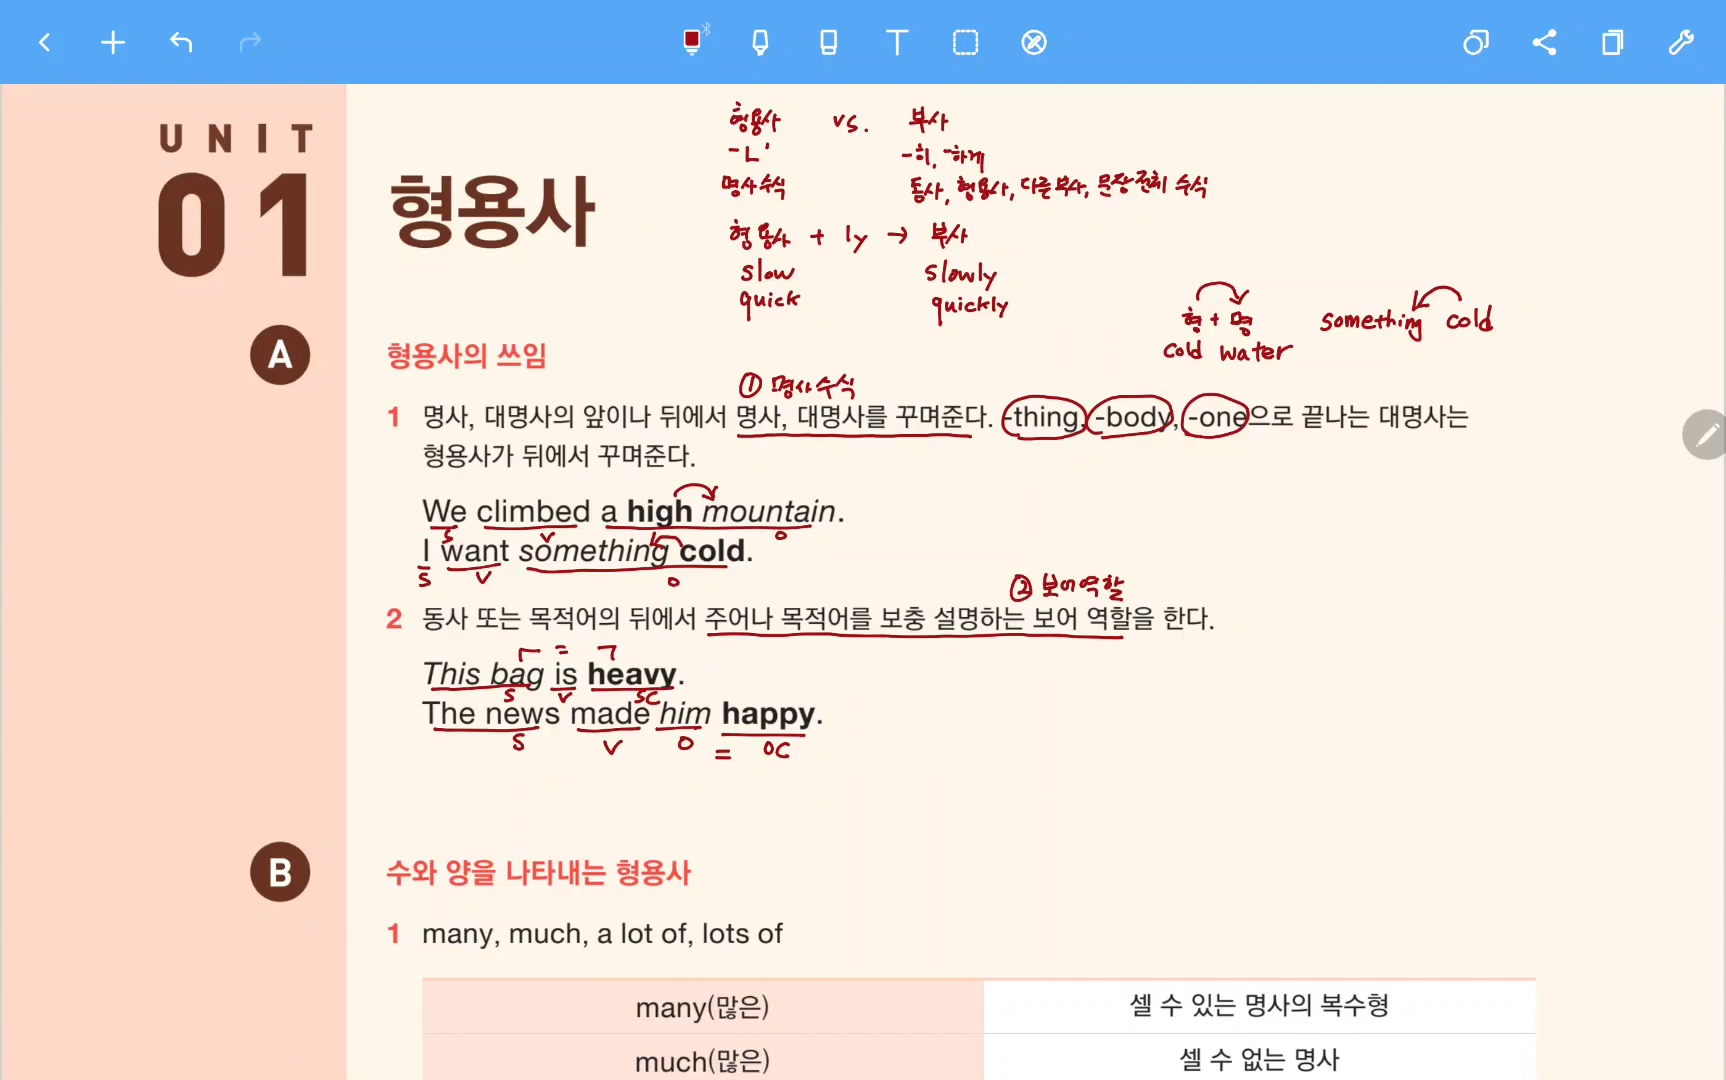 UNIT
01
형용사
형용사 vs. 부사
-ㄴ -히, -하게
명사수식 동사, 형용사, 다른부사, 문장전체 수식
형용사 + ly → 부사
slow slowly
quick quickly
형 + 명 something cold
cold water
A 형용사의 쓰임
① 명사수식
1 명사, 대명사의 앞이나 뒤에서 명사, 대명사를 꾸며준다. -thing, -body, -one으로 끝나는 대명사는
형용사가 뒤에서 꾸며준다.
We climbed a high mountain.
S V O
I want something cold.
S V O
② 보어역할
2 동사 또는 목적어의 뒤에서 주어나 목적어를 보충 설명하는 보어 역할을 한다.
=
This bag is heavy.
S V SC
The news made him happy.
S V O = OC
B 수와 양을 나타내는 형용사
1 many, much, a lot of, lots of
many(많은) 셀 수 있는 명사의 복수형
much(많은) 셀 수 없는 명사